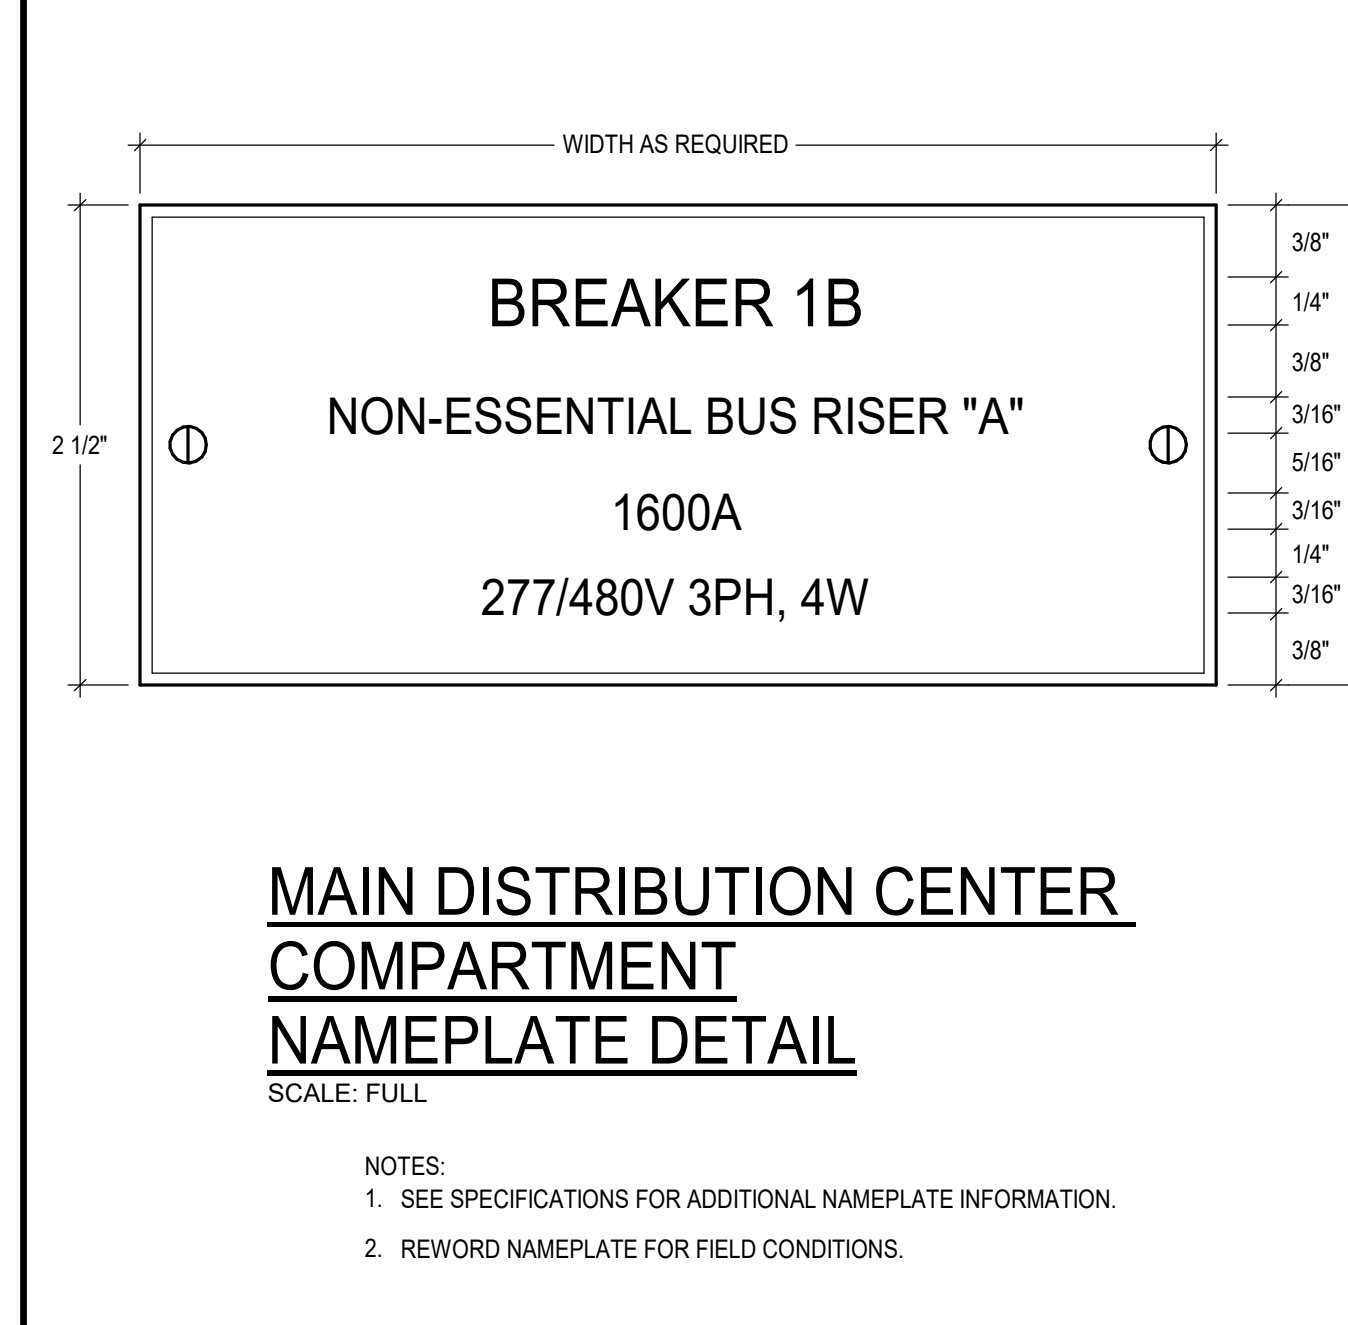 WIDTH AS REQUIRED
3/8"
BREAKER 1B
1/4"
3/8"
NON-ESSENTIAL BUS RISER "A"
3/16"
2 1/2"
5/16"
1600A
3/16"
1/4"
277/480V 3PH, 4W
3/16"
3/8"
MAIN DISTRIBUTION CENTER
COMPARTMENT
NAMEPLATE DETAIL
SCALE: FULL
NOTES:
1. SEE SPECIFICATIONS FOR ADDITIONAL NAMEPLATE INFORMATION.
2. REWORD NAMEPLATE FOR FIELD CONDITIONS.